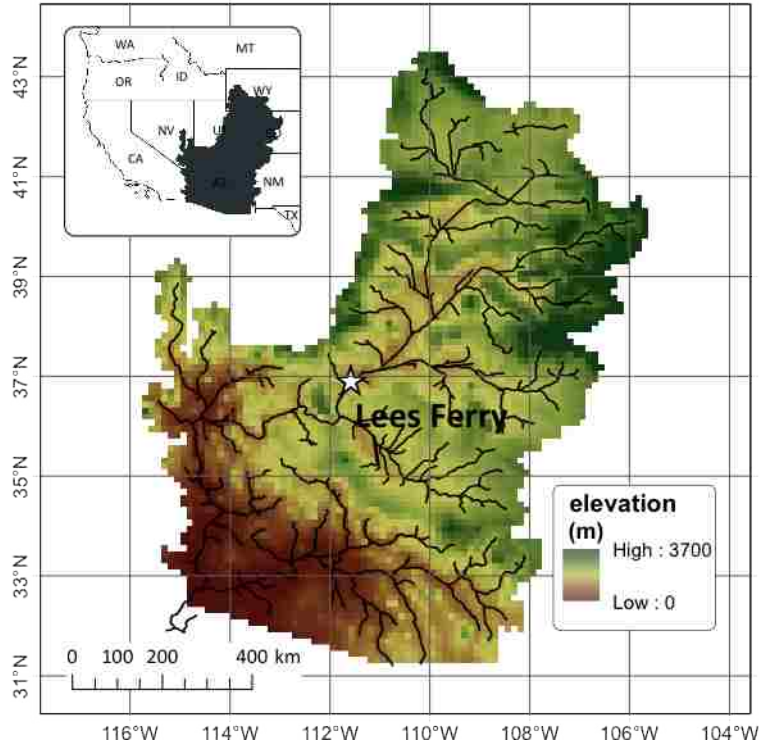 WA
MT
OR
ID
WY
NV
U
CA
AZ
NM
TX
43°N
41°N
39°N
37°N
35°N
33°N
31°N
Lees Ferry
elevation
(m)
High : 3700
Low : 0
0 100 200 400 km
116°W 114°W 112°W 110°W 108°W 106°W 104°W